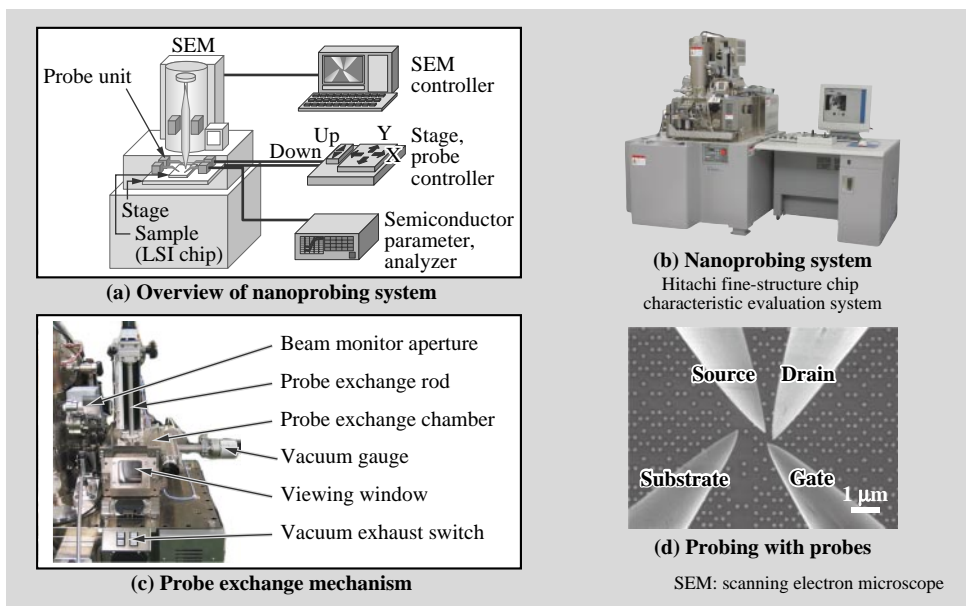 SEM
Probe unit
SEM
controller
Up
Y
Down
X
Stage,
probe
controller
Stage
Sample
(LSI chip)
Semiconductor
parameter,
analyzer
(a) Overview of nanoprobing system
(b) Nanoprobing system
Hitachi fine-structure chip
characteristic evaluation system
Beam monitor aperture
Probe exchange rod
Probe exchange chamber
Vacuum gauge
Viewing window
Vacuum exhaust switch
(c) Probe exchange mechanism
Source
Drain
Substrate
Gate
1 μm
(d) Probing with probes
SEM: scanning electron microscope